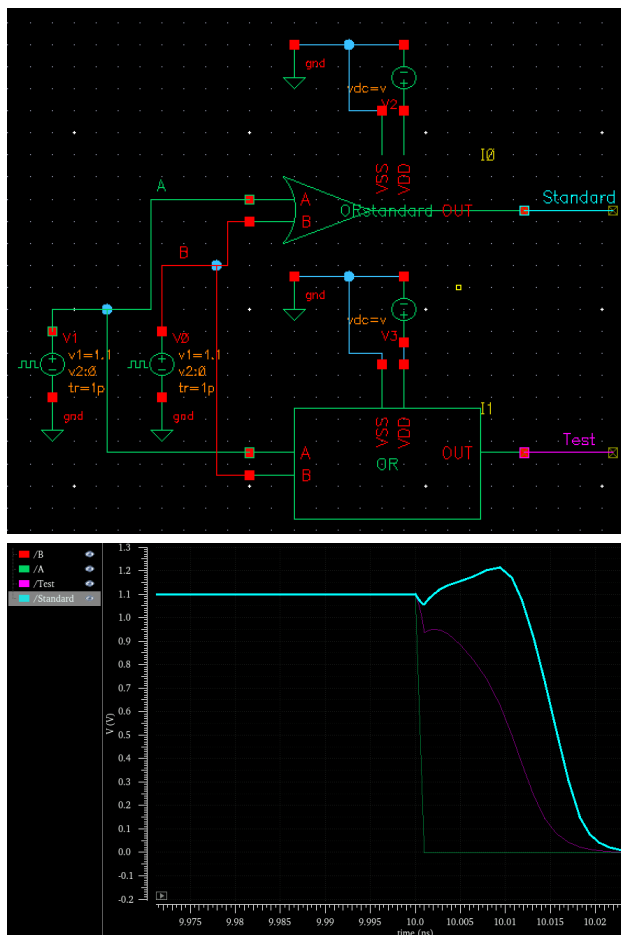 gnd
vdc=v
V2
VSS
VDD
I0
A
A
B
ORstandard
OUT
Standard
B
gnd
vdc=v
V3
V1
v1=1.1
v2:0
tr=1p
gnd
V0
v1=1.1
v2:0
tr=1p
gnd
VSS
VDD
I1
A
B
OR
OUT
Test
/B
/A
/Test
/Standard
1.3
1.2
1.1
1.0
0.9
0.8
0.7
0.6
0.5
0.4
0.3
0.2
0.1
0.0
-0.1
-0.2
V (V)
9.975
9.98
9.985
9.99
9.995
10.0
10.005
10.01
10.015
10.02
time (ns)